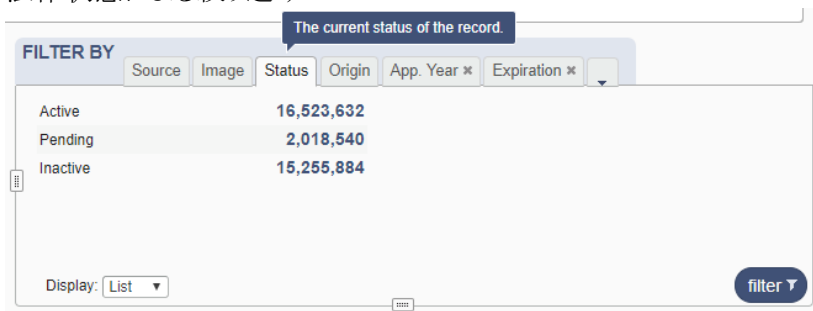 The current status of the record.
FILTER BY
Source Image Status Origin App. Year × Expiration ×
Active 16,523,632
Pending 2,018,540
Inactive 15,255,884
Display: List
filter